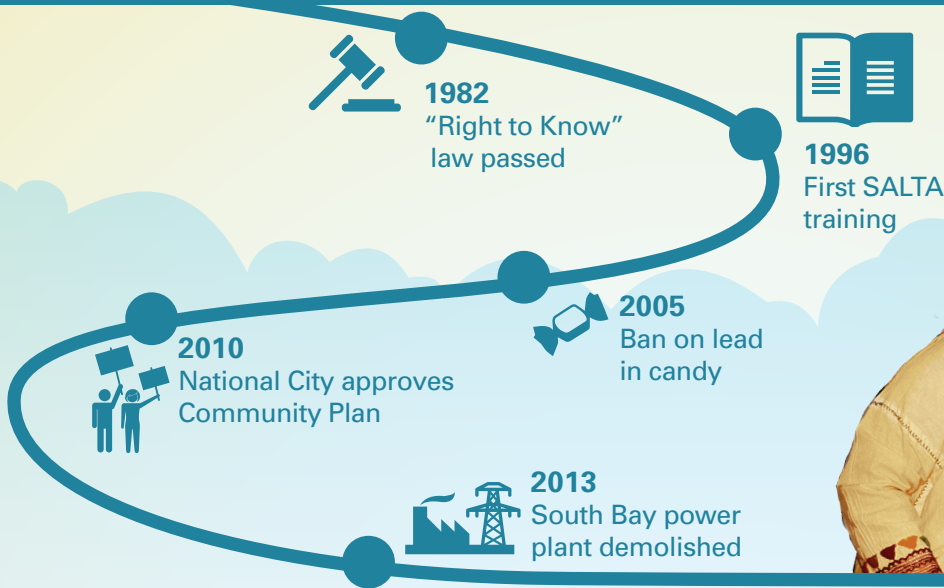 1982
“Right to Know”
law passed
1996
First SALTA
training
2005
Ban on lead
in candy
2010
National City approves
Community Plan
2013
South Bay power
plant demolished